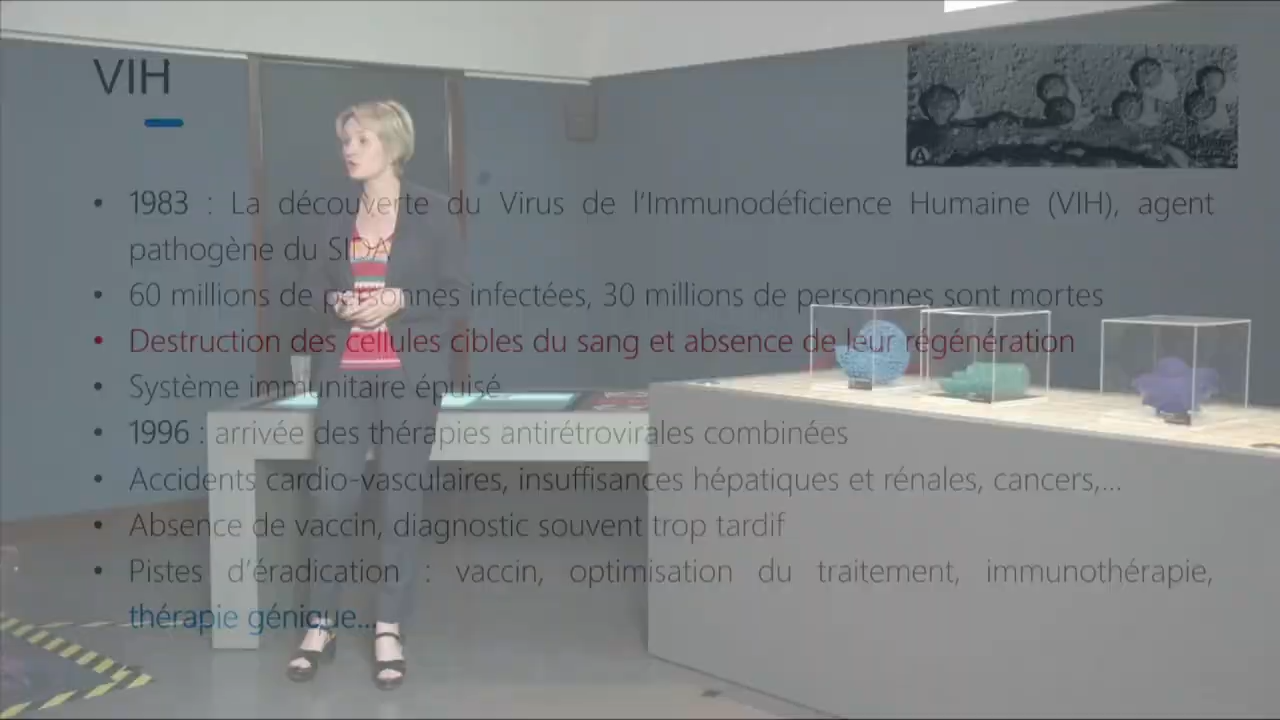 VIH
A
• 1983 : La découverte du Virus de l'Immunodéficience Humaine (VIH), agent
pathogène du SIDA
• 60 millions de personnes infectées, 30 millions de personnes sont mortes
• Destruction des cellules cibles du sang et absence de leur régénération
• Système immunitaire épuisé
• 1996 : arrivée des thérapies antirétrovirales combinées
• Accidents cardio-vasculaires, insuffisances hépatiques et rénales, cancers,...
• Absence de vaccin, diagnostic souvent trop tardif
• Pistes d'éradication : vaccin, optimisation du traitement, immunothérapie,
thérapie génique...